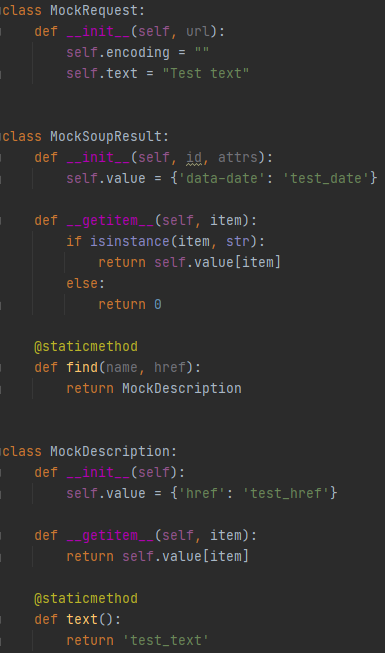 class MockRequest:
    def __init__(self, url):
        self.encoding = ""
        self.text = "Test text"
class MockSoupResult:
    def __init__(self, id, attrs):
        self.value = {'data-date': 'test_date'}
    def __getitem__(self, item):
        if isinstance(item, str):
            return self.value[item]
        else:
            return 0
    @staticmethod
    def find(name, href):
        return MockDescription
class MockDescription:
    def __init__(self):
        self.value = {'href': 'test_href'}
    def __getitem__(self, item):
        return self.value[item]
    @staticmethod
    def text():
        return 'test_text'